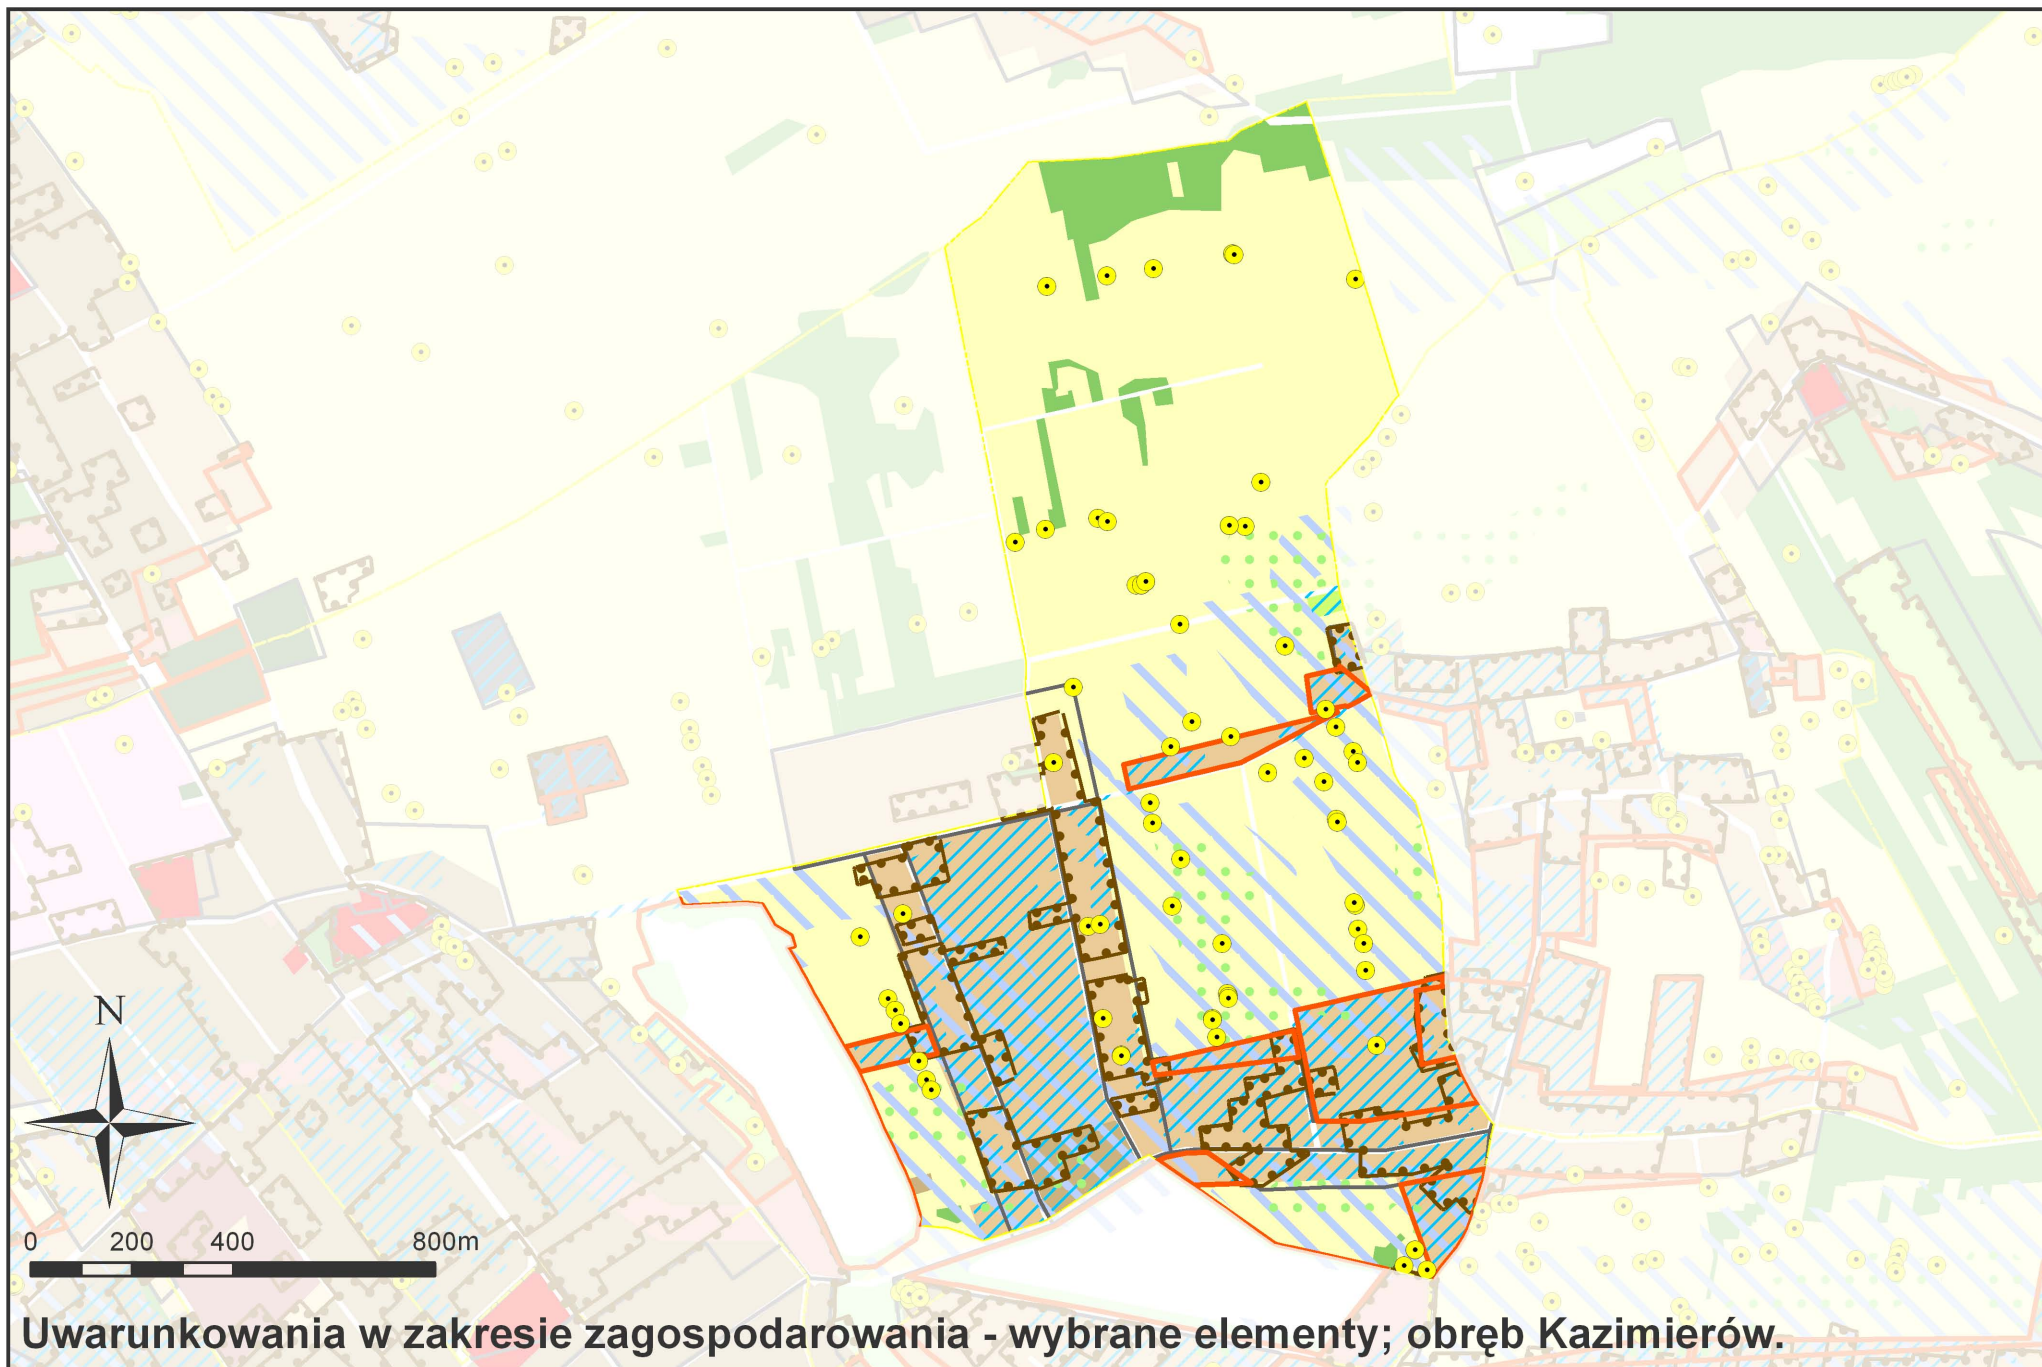 N
0 200 400 800m
Uwarunkowania w zakresie zagospodarowania - wybrane elementy; obręb Kazimierów.